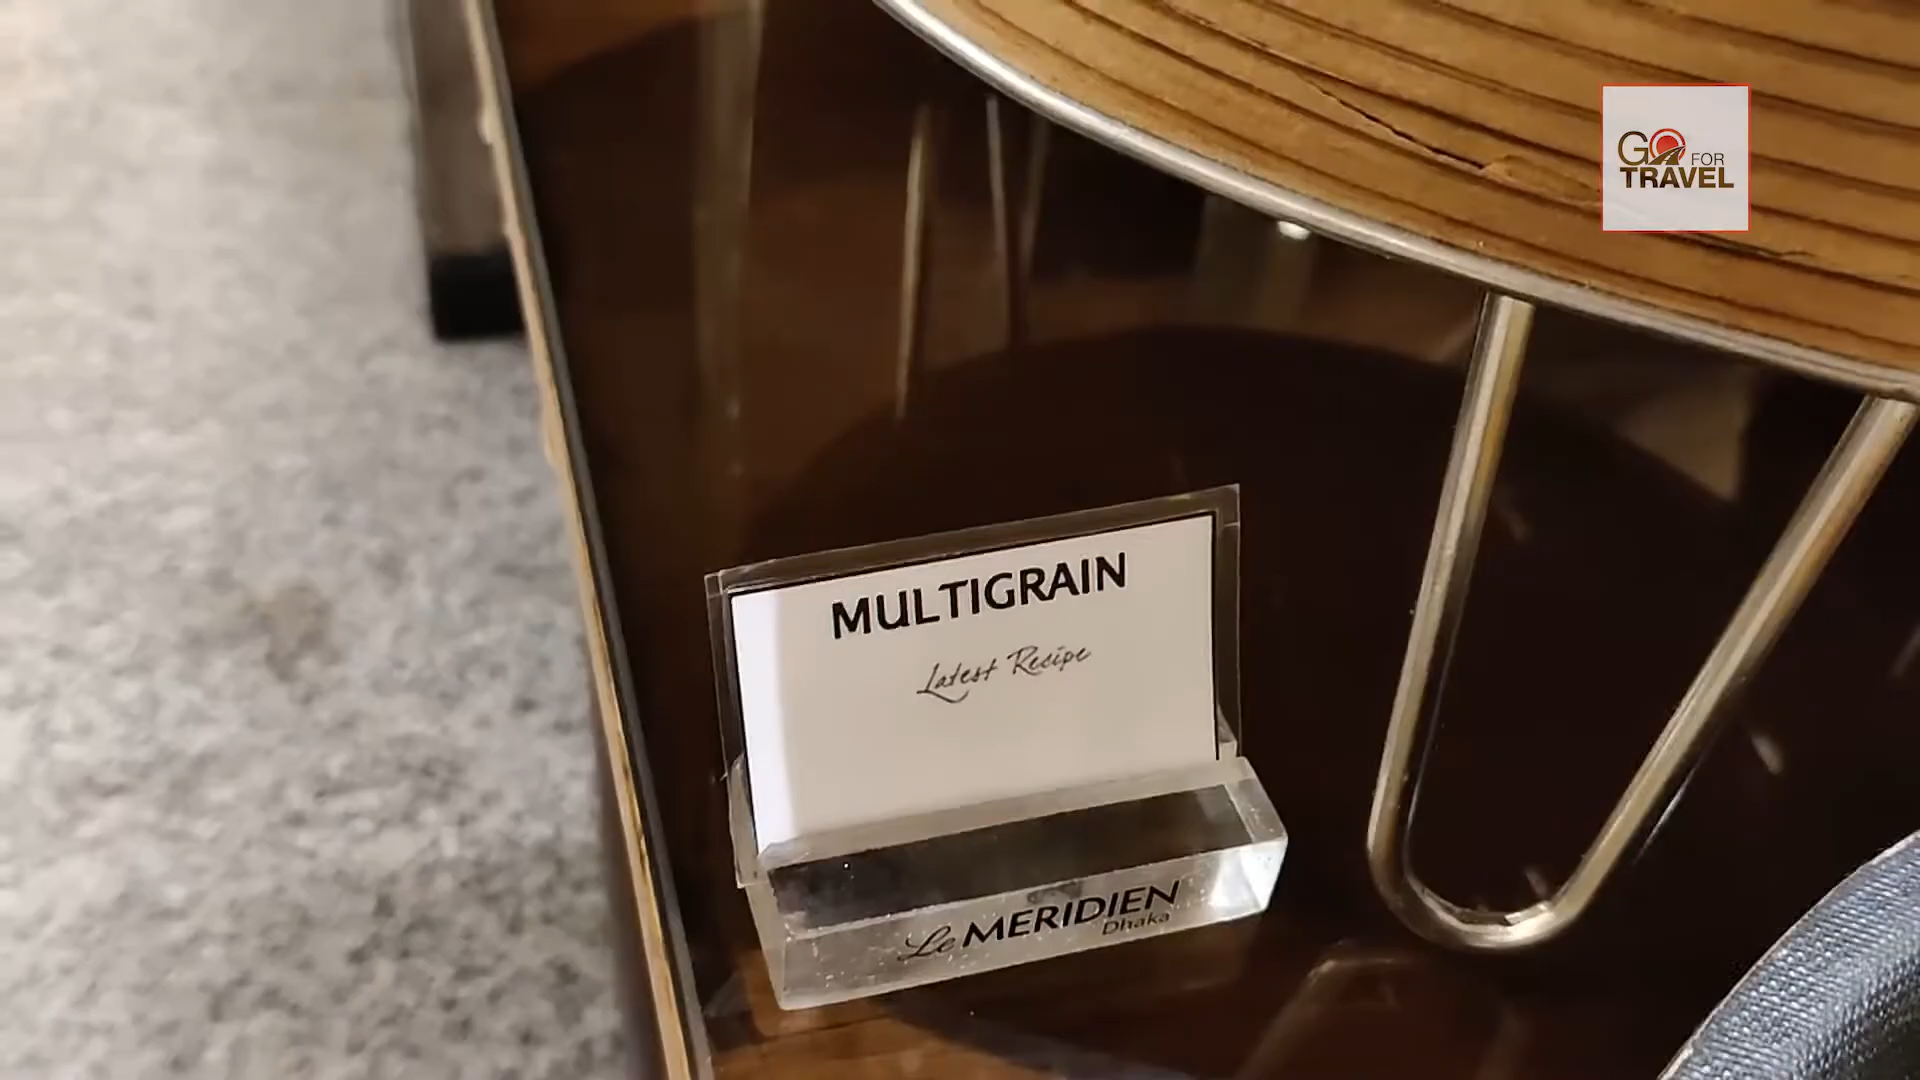 GO FOR
TRAVEL
MULTIGRAIN
Latest Recipe
Le MERIDIEN
Dhaka